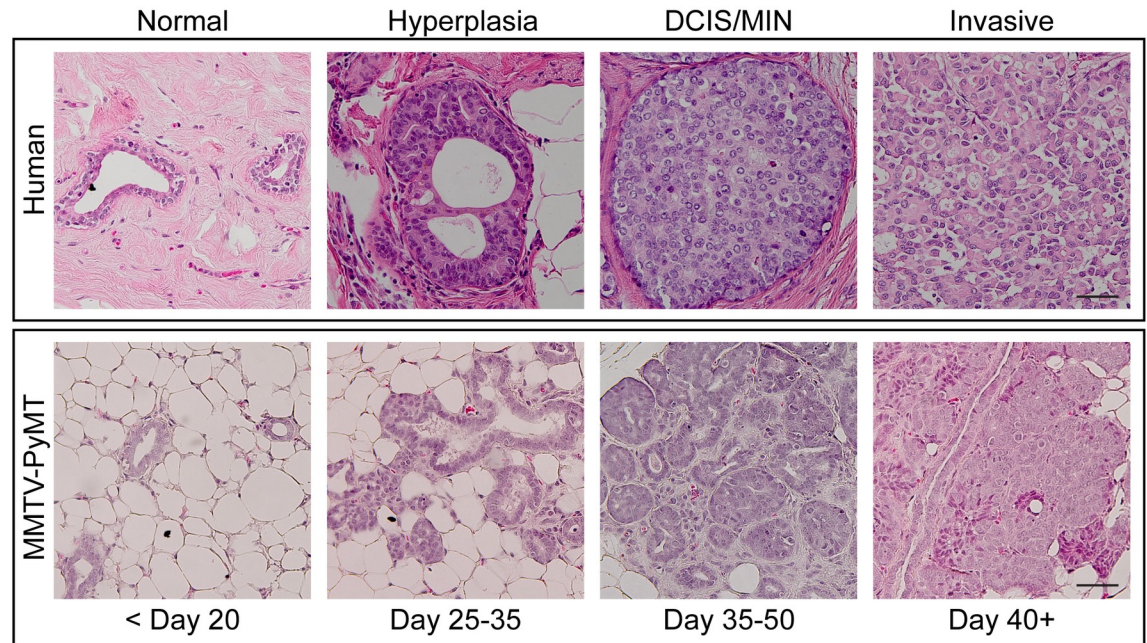 Normal Hyperplasia DCIS/MIN Invasive
Human
MMTV-PyMT
< Day 20 Day 25-35 Day 35-50 Day 40+